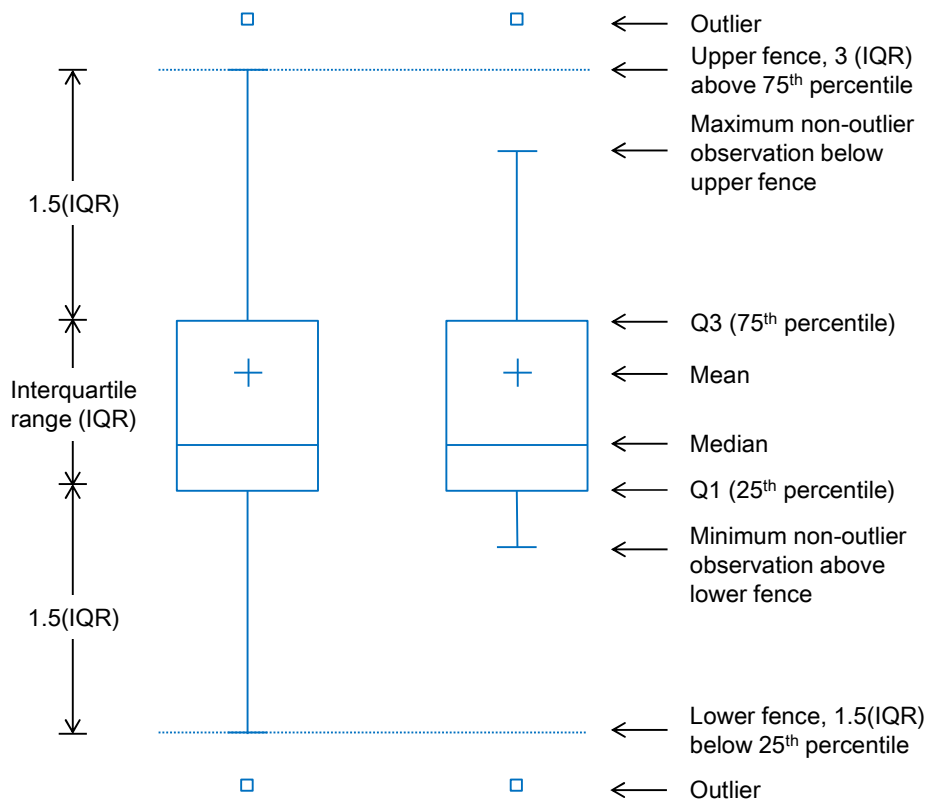 Outlier
Upper fence, 3 (IQR)
above 75th percentile
Maximum non-outlier
observation below
upper fence
1.5(IQR)
Q3 (75th percentile)
Mean
Interquartile
range (IQR)
Median
Q1 (25th percentile)
Minimum non-outlier
observation above
lower fence
1.5(IQR)
Lower fence, 1.5(IQR)
below 25th percentile
Outlier